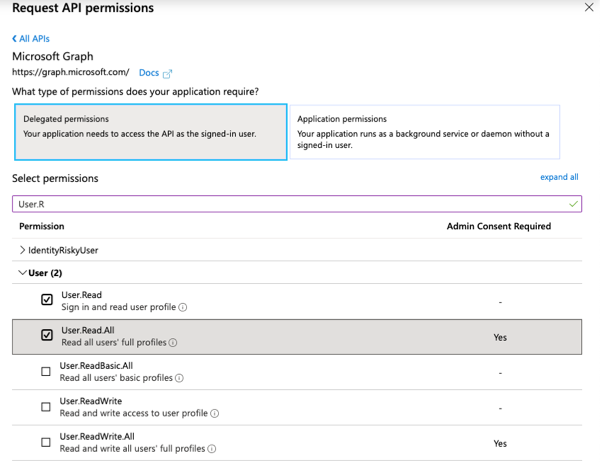 Request API permissions
All APIs
Microsoft Graph
https://graph.microsoft.com/ Docs
What type of permissions does your application require?
Delegated permissions
Your application needs to access the API as the signed-in user.
Application permissions
Your application runs as a background service or daemon without a
signed-in user.
Select permissions
expand all
User.R
Permission Admin Consent Required
IdentityRiskyUser
User (2)
User.Read
Sign in and read user profile
-
User.Read.All
Read all users' full profiles
Yes
User.ReadBasic.All
Read all users' basic profiles
-
User.ReadWrite
Read and write access to user profile
-
User.ReadWrite.All
Read and write all users' full profiles
Yes